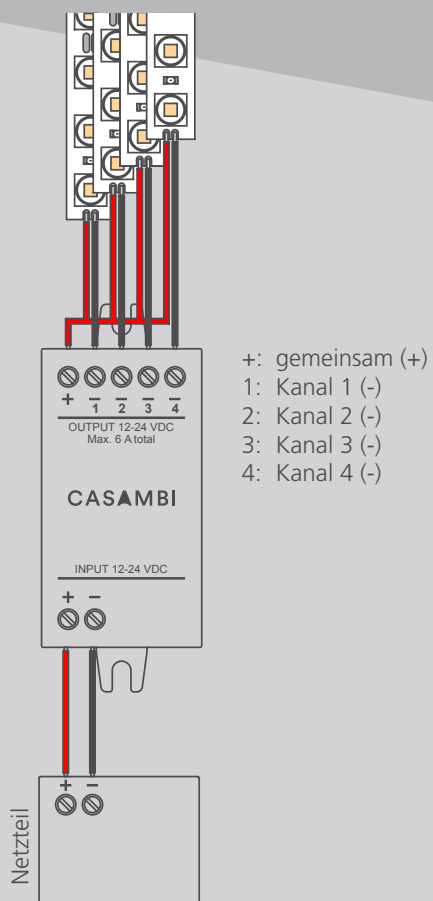 + − − − −
1 2 3 4
OUTPUT 12-24 VDC
Max. 6 A total
CASAMBI
INPUT 12-24 VDC
+ −
+ −
Netzteil
+: gemeinsam (+)
1: Kanal 1 (-)
2: Kanal 2 (-)
3: Kanal 3 (-)
4: Kanal 4 (-)